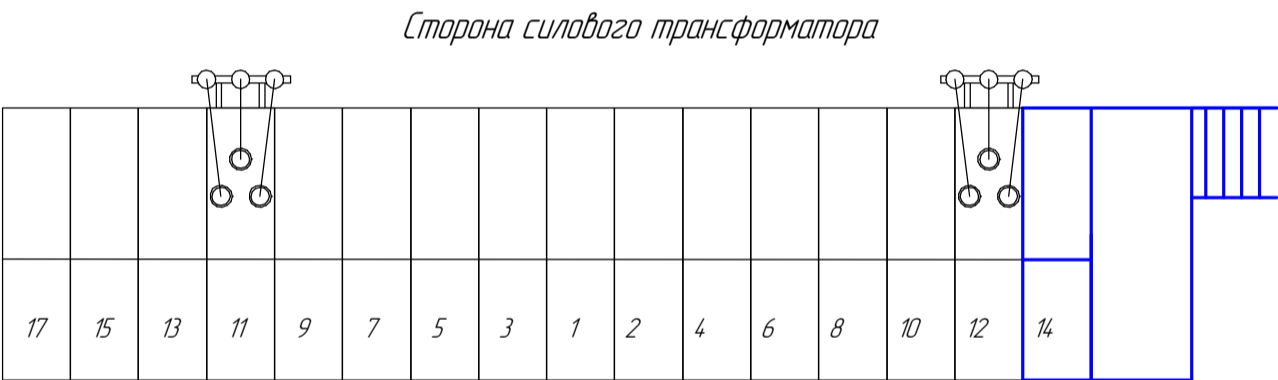 Сторона силового трансформатора
17 15 13 11 9 7 5 3 1 2 4 6 8 10 12 14